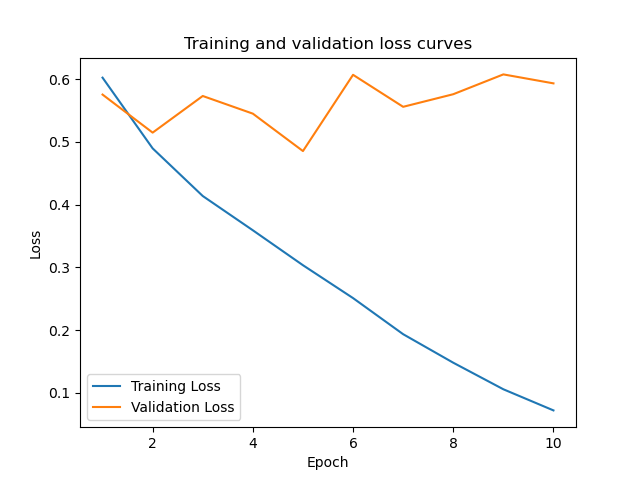 Training and validation loss curves
0.6
0.5
0.4
0.3
0.2
0.1
Loss
Training Loss
Validation Loss
2 4 6 8 10
Epoch